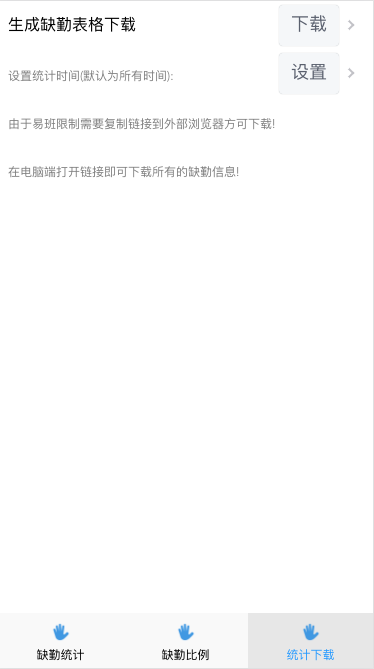 生成缺勤表格下载
下载
设置统计时间(默认为所有时间):
设置
由于易班限制需要复制链接到外部浏览器方可下载!
在电脑端打开链接即可下载所有的缺勤信息!
缺勤统计
缺勤比例
统计下载